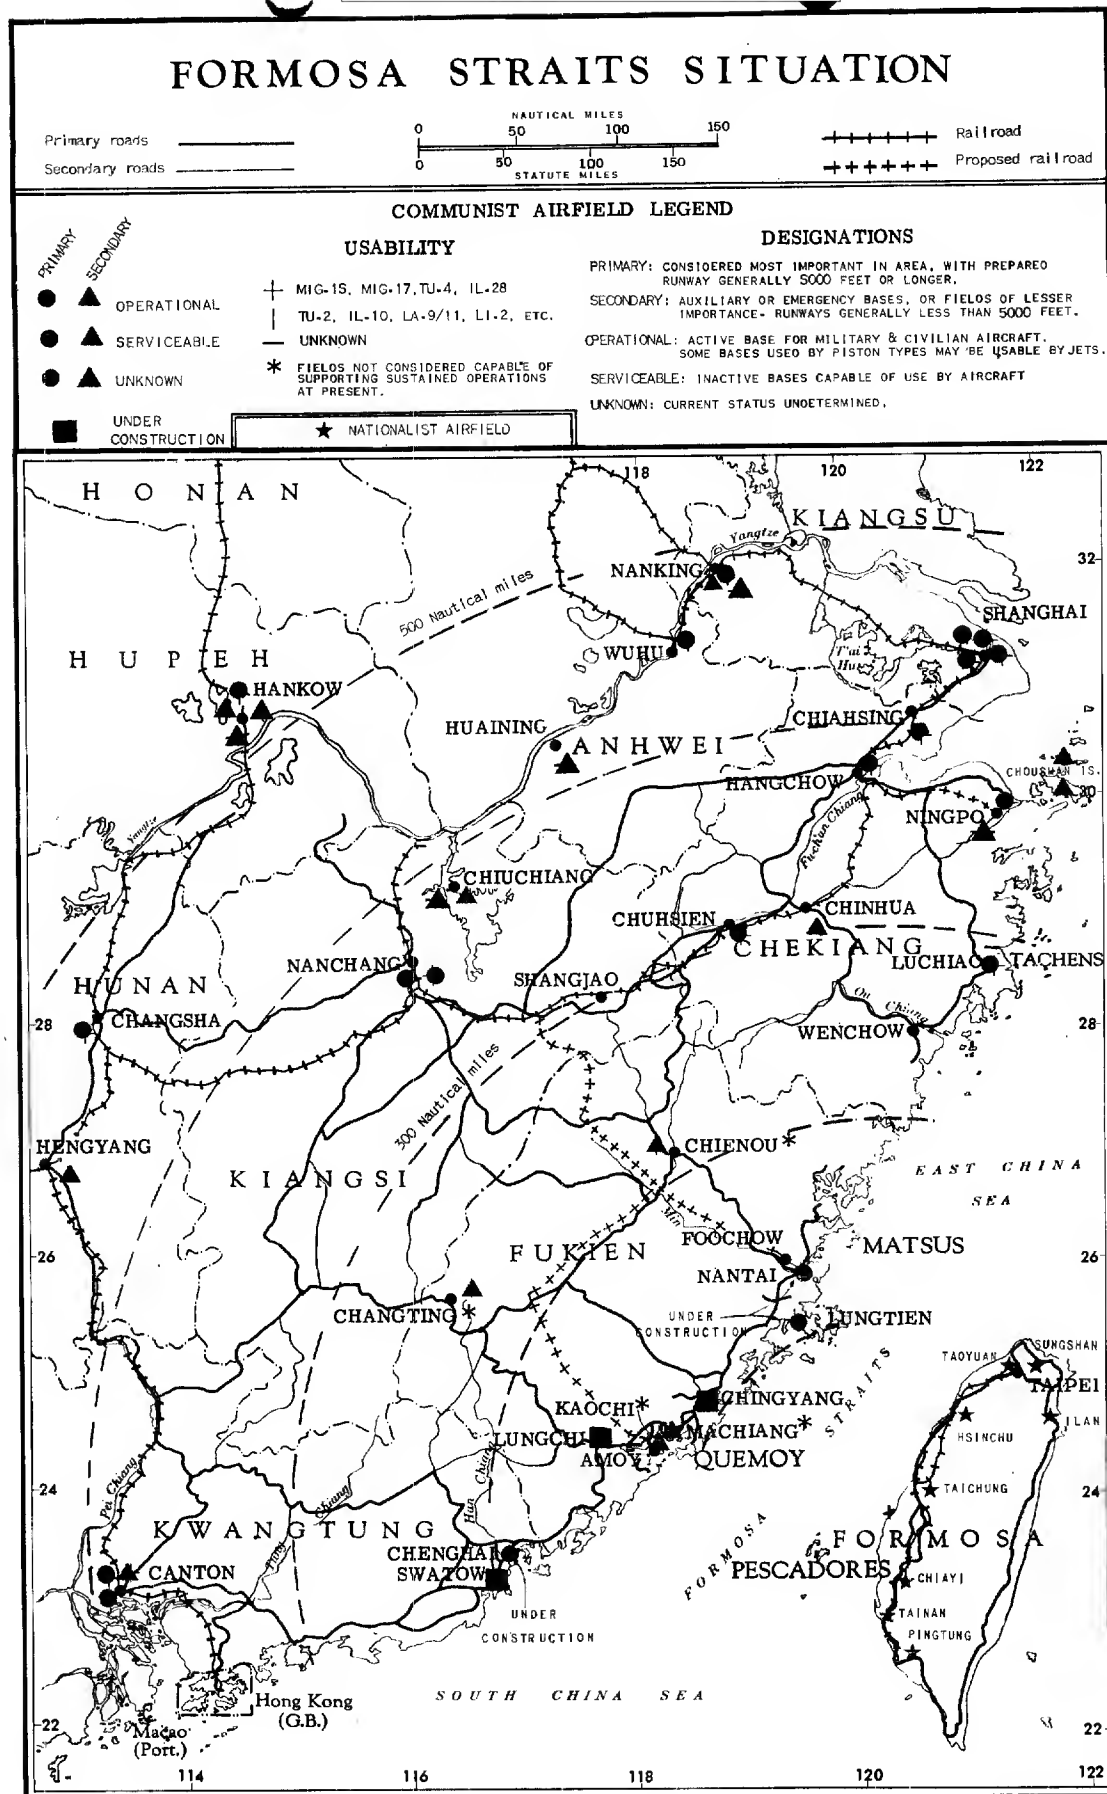 FORMOSA STRAITS SITUATION
Primary roads
Secondary roads
NAUTICAL MILES
0 50 100 150
0 50 100 150
STATUTE MILES
Railroad
Proposed railroad
COMMUNIST AIRFIELD LEGEND
PRIMARY
SECONDARY
OPERATIONAL
SERVICEABLE
UNKNOWN
UNDER
CONSTRUCTION
USABILITY
MIG-15, MIG-17, TU-4, IL-28
TU-2, IL-10, LA-9/11, LI-2, ETC.
UNKNOWN
* FIELDS NOT CONSIDERED CAPABLE OF
SUPPORTING SUSTAINED OPERATIONS
AT PRESENT.
★ NATIONALIST AIRFIELD
DESIGNATIONS
PRIMARY: CONSIDERED MOST IMPORTANT IN AREA, WITH PREPARED
RUNWAY GENERALLY 5000 FEET OR LONGER.
SECONDARY: AUXILIARY OR EMERGENCY BASES, OR FIELDS OF LESSER
IMPORTANCE- RUNWAYS GENERALLY LESS THAN 5000 FEET.
OPERATIONAL: ACTIVE BASE FOR MILITARY & CIVILIAN AIRCRAFT.
SOME BASES USED BY PISTON TYPES MAY BE USABLE BY JETS.
SERVICEABLE: INACTIVE BASES CAPABLE OF USE BY AIRCRAFT
UNKNOWN: CURRENT STATUS UNDETERMINED.
118
120
122
HONAN
KIANGSU
Yangtze
32
NANKING
500 Nautical miles
SHANGHAI
WUHU
T'ai
Hu
HUPEH
HANKOW
CHIAHSING
HUAINING
ANHWEI
CHOUSHAN IS.
HANGCHOW
30
NINGPO
Fuch'un Chiang
Yangtze
CHIUCHIANG
CHINHUA
CHUHSIEN
CHEKIANG
NANCHANG
LUCHIAO
TACHENS
SHANGJAO
HUNAN
Ou Chiang
CHANGSHA
28
28
WENCHOW
300 Nautical miles
HENGYANG
CHIENOU*
EAST CHINA
SEA
KIANGSI
Min
FOOCHOW
MATSUS
FUKIEN
26
26
NANTAI
CHANGTING*
UNDER
CONSTRUCTION
LUNGTIEN
SUNGSHAN
TAOYUAN
TAIPEI
CHINGYANG
KAOCHI*
ILAN
MACHIANG*
HSINCHU
LUNGCHI
AMOY
QUEMOY
STRAITS
Pei Chiang
Han Chiang
24
TAICHUNG
24
Tung Chiang
KWANGTUNG
FORMOSA
FORMOSA
CHENGHAI
PESCADORES
CANTON
SWATOW
CHIAYI
UNDER
CONSTRUCTION
TAINAN
PINGTUNG
Hong Kong
(G.B.)
SOUTH CHINA SEA
22
Macao
(Port.)
22
114
116
118
120
122